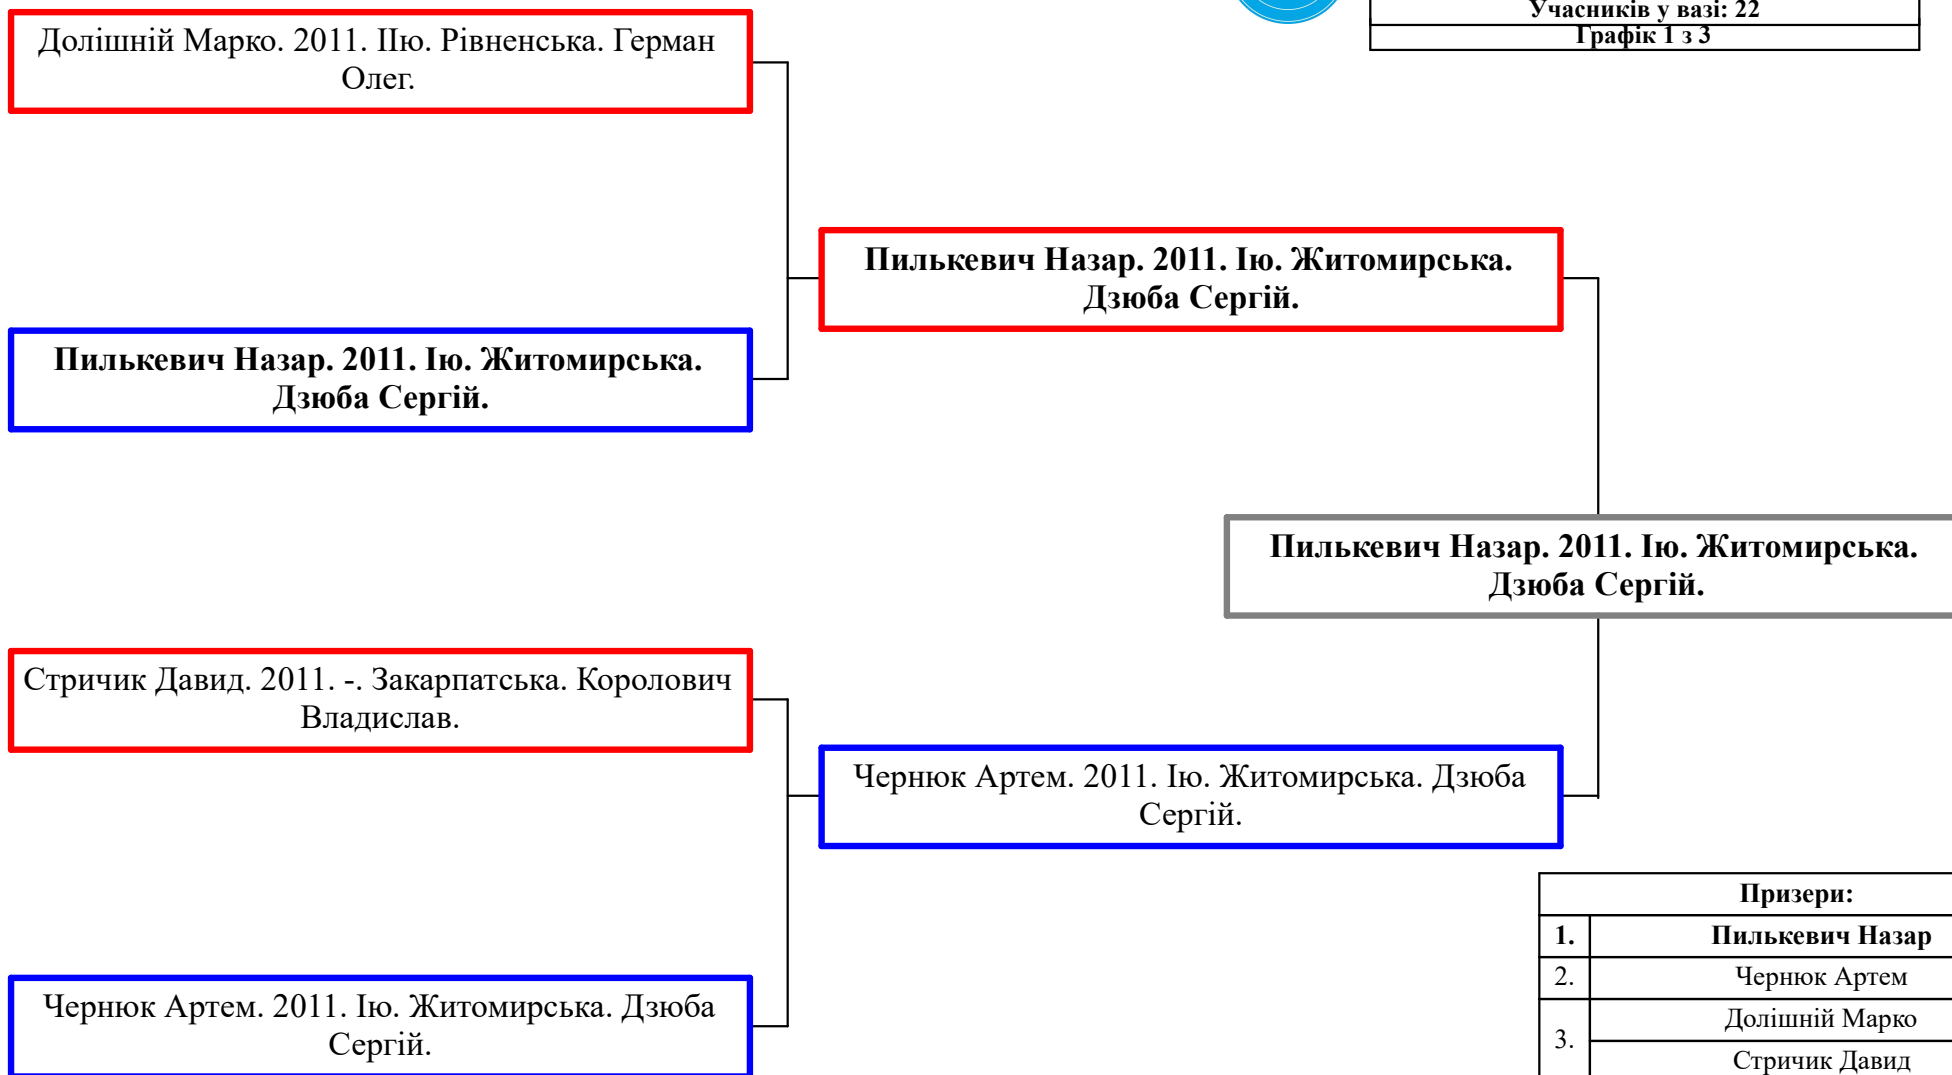 Учасників у вазі: 22
Графік 1 з 3
Долішній Марко. 2011. ІІю. Рівненська. Герман
Олег.
Пилькевич Назар. 2011. Ію. Житомирська.
Дзюба Сергій.
Пилькевич Назар. 2011. Ію. Житомирська.
Дзюба Сергій.
Пилькевич Назар. 2011. Ію. Житомирська.
Дзюба Сергій.
Стричик Давид. 2011. -. Закарпатська. Королович
Владислав.
Чернюк Артем. 2011. Ію. Житомирська. Дзюба
Сергій.
Чернюк Артем. 2011. Ію. Житомирська. Дзюба
Сергій.
Призери:
1. Пилькевич Назар
2. Чернюк Артем
3. Долішній Марко
Стричик Давид